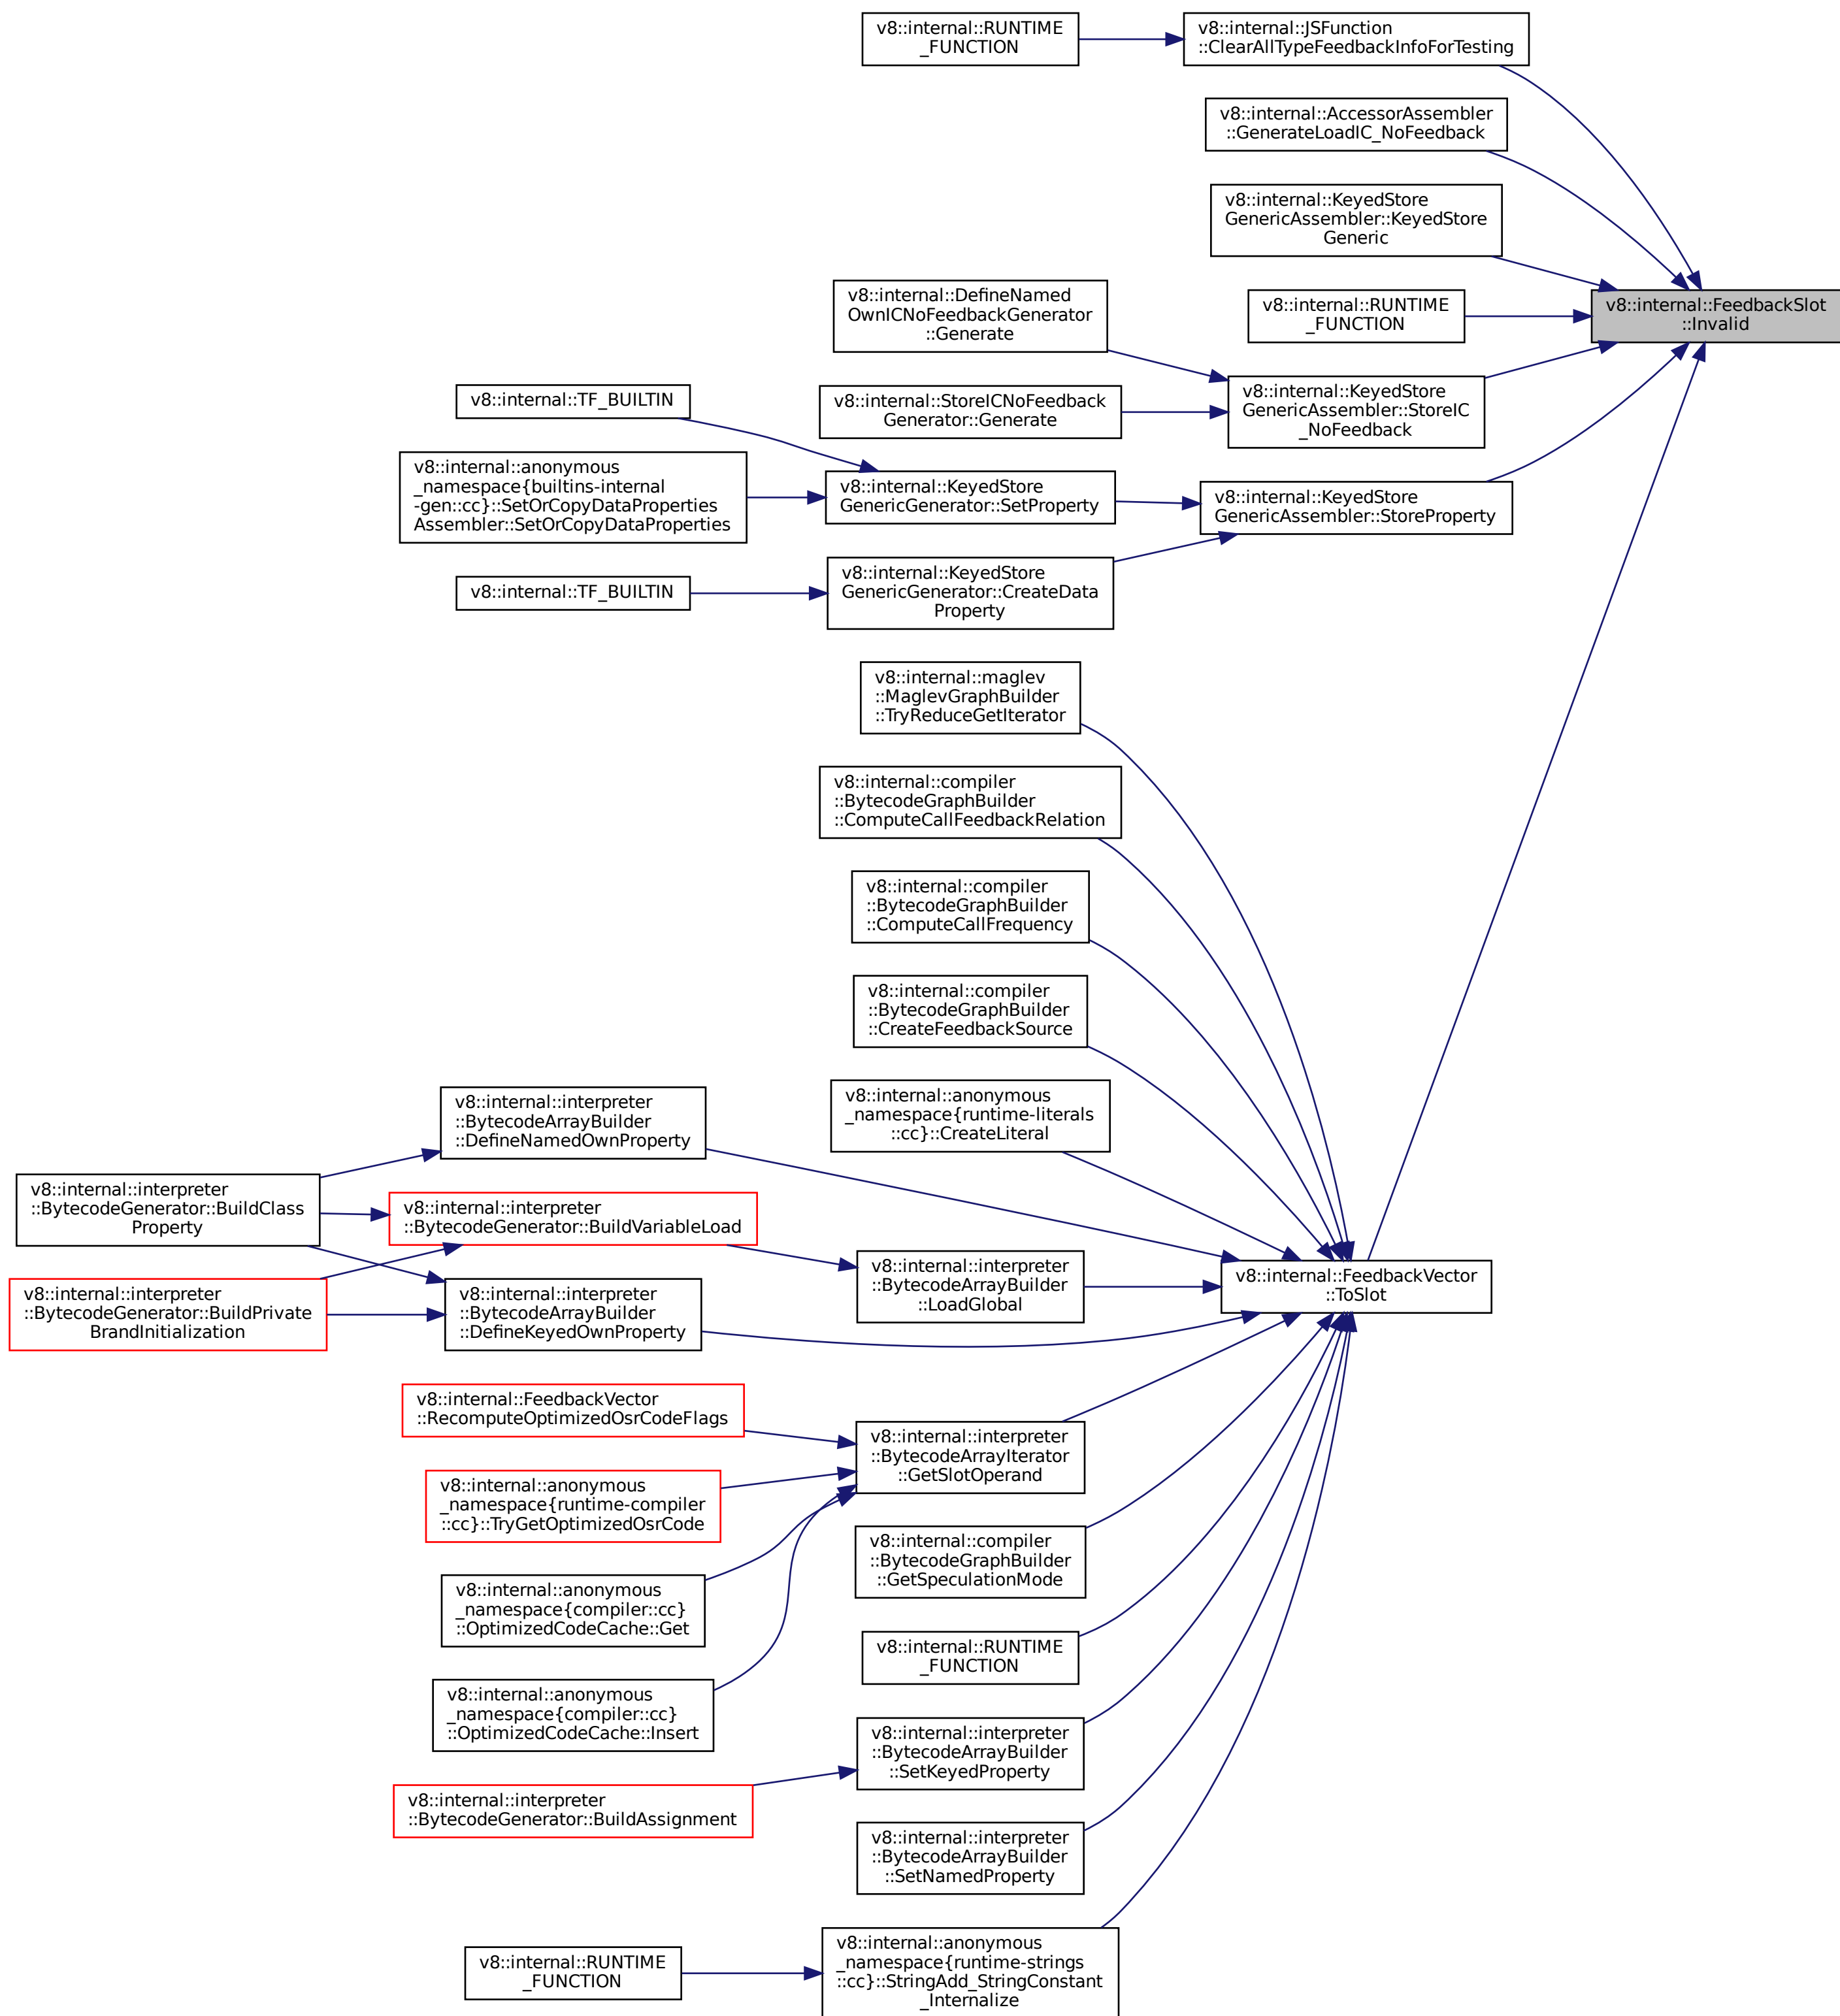 v8::internal::RUNTIME
_FUNCTION
v8::internal::JSFunction
::ClearAllTypeFeedbackInfoForTesting
v8::internal::AccessorAssembler
::GenerateLoadIC_NoFeedback
v8::internal::KeyedStore
GenericAssembler::KeyedStore
Generic
v8::internal::DefineNamed
OwnICNoFeedbackGenerator
::Generate
v8::internal::RUNTIME
_FUNCTION
v8::internal::FeedbackSlot
::Invalid
v8::internal::TF_BUILTIN
v8::internal::StoreICNoFeedback
Generator::Generate
v8::internal::KeyedStore
GenericAssembler::StoreIC
_NoFeedback
v8::internal::anonymous
_namespace{builtins-internal
-gen::cc}::SetOrCopyDataProperties
Assembler::SetOrCopyDataProperties
v8::internal::KeyedStore
GenericGenerator::SetProperty
v8::internal::KeyedStore
GenericAssembler::StoreProperty
v8::internal::TF_BUILTIN
v8::internal::KeyedStore
GenericGenerator::CreateData
Property
v8::internal::maglev
::MaglevGraphBuilder
::TryReduceGetIterator
v8::internal::compiler
::BytecodeGraphBuilder
::ComputeCallFeedbackRelation
v8::internal::compiler
::BytecodeGraphBuilder
::ComputeCallFrequency
v8::internal::compiler
::BytecodeGraphBuilder
::CreateFeedbackSource
v8::internal::anonymous
_namespace{runtime-literals
::cc}::CreateLiteral
v8::internal::interpreter
::BytecodeArrayBuilder
::DefineNamedOwnProperty
v8::internal::interpreter
::BytecodeGenerator::BuildClass
Property
v8::internal::interpreter
::BytecodeGenerator::BuildVariableLoad
v8::internal::interpreter
::BytecodeArrayBuilder
::LoadGlobal
v8::internal::FeedbackVector
::ToSlot
v8::internal::interpreter
::BytecodeGenerator::BuildPrivate
BrandInitialization
v8::internal::interpreter
::BytecodeArrayBuilder
::DefineKeyedOwnProperty
v8::internal::FeedbackVector
::RecomputeOptimizedOsrCodeFlags
v8::internal::interpreter
::BytecodeArrayIterator
::GetSlotOperand
v8::internal::anonymous
_namespace{runtime-compiler
::cc}::TryGetOptimizedOsrCode
v8::internal::compiler
::BytecodeGraphBuilder
::GetSpeculationMode
v8::internal::anonymous
_namespace{compiler::cc}
::OptimizedCodeCache::Get
v8::internal::RUNTIME
_FUNCTION
v8::internal::anonymous
_namespace{compiler::cc}
::OptimizedCodeCache::Insert
v8::internal::interpreter
::BytecodeArrayBuilder
::SetKeyedProperty
v8::internal::interpreter
::BytecodeGenerator::BuildAssignment
v8::internal::interpreter
::BytecodeArrayBuilder
::SetNamedProperty
v8::internal::RUNTIME
_FUNCTION
v8::internal::anonymous
_namespace{runtime-strings
::cc}::StringAdd_StringConstant
_Internalize